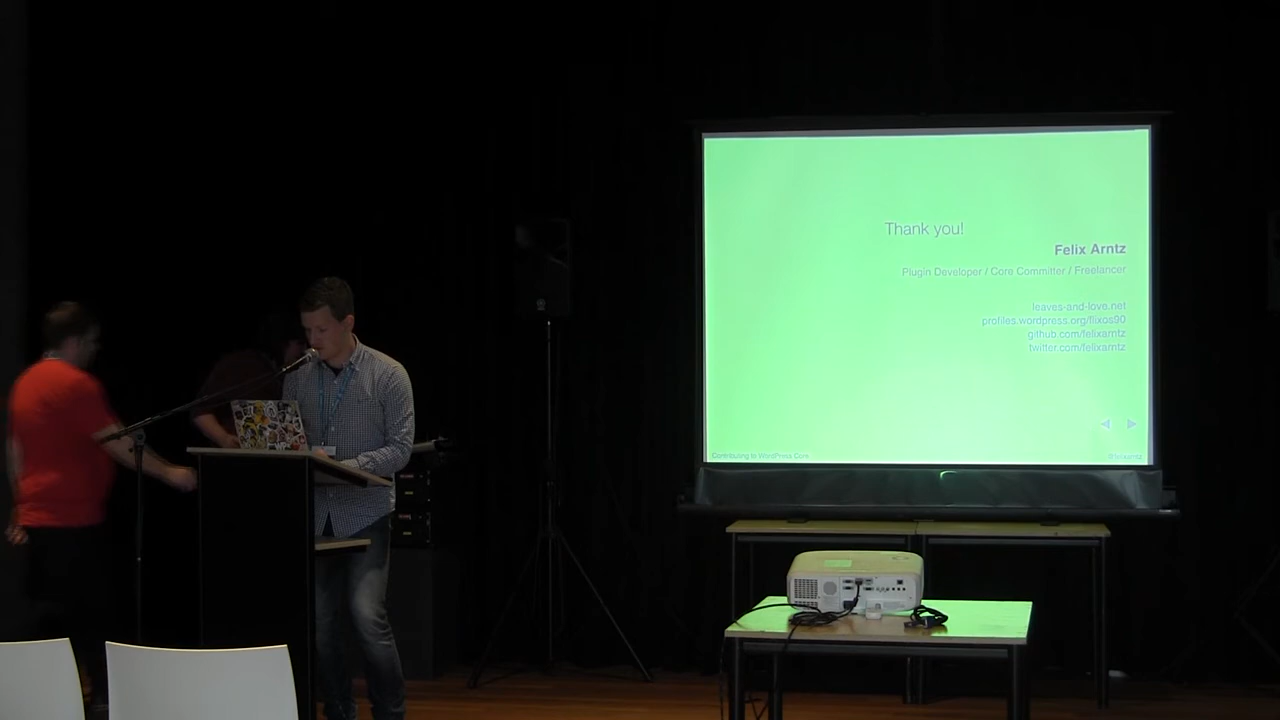 Thank you!
Felix Arntz
Plugin Developer / Core Committer / Freelancer
leaves-and-love.net
profiles.wordpress.org/flixos90
github.com/felixarntz
twitter.com/felixarntz
Contributing to WordPress Core
@felixarntz